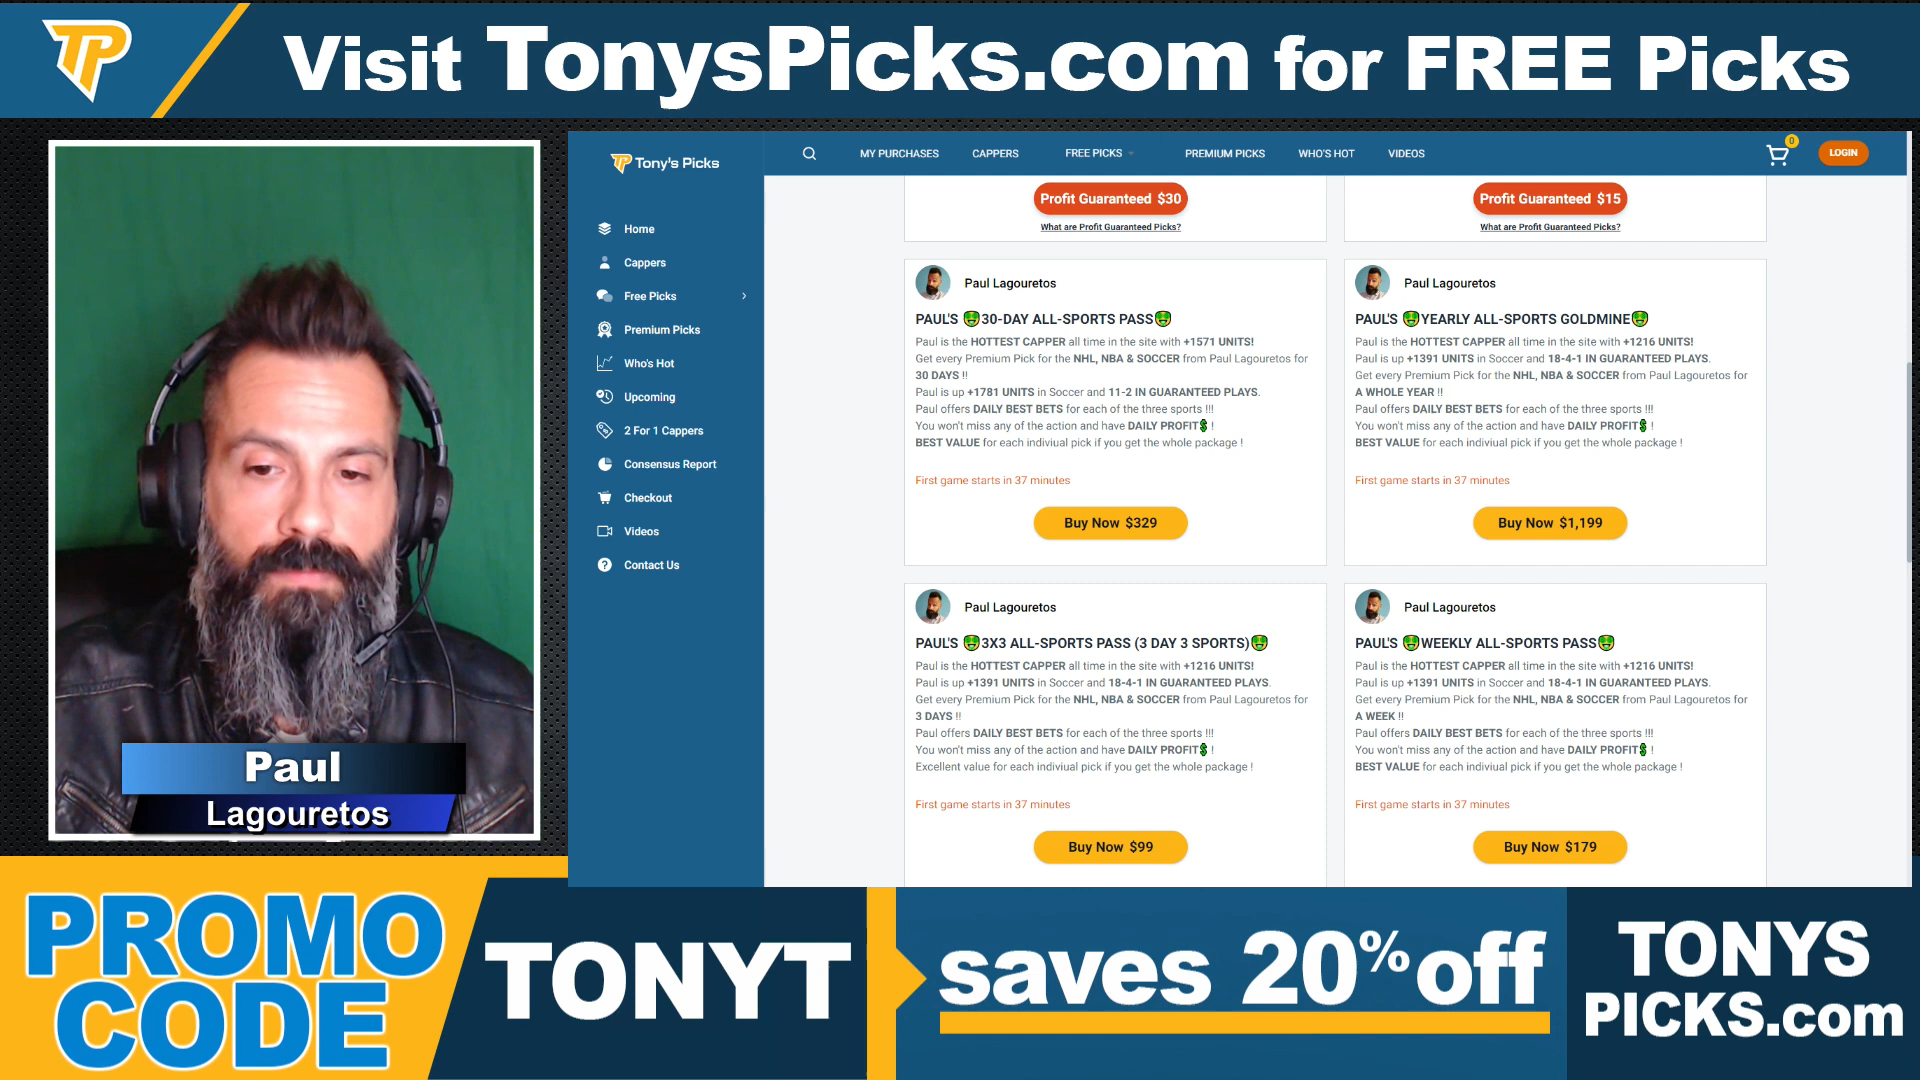 TP
Visit TonysPicks.com for FREE Picks
TP Tony's Picks
MY PURCHASES
CAPPERS
FREE PICKS
PREMIUM PICKS
WHO'S HOT
VIDEOS
0
LOGIN
Home
Cappers
Free Picks
Premium Picks
Who's Hot
Upcoming
2 For 1 Cappers
Consensus Report
Checkout
Videos
Contact Us
Profit Guaranteed $30
What are Profit Guaranteed Picks?
Profit Guaranteed $15
What are Profit Guaranteed Picks?
Paul Lagouretos
PAUL'S 🤑30-DAY ALL-SPORTS PASS🤑
Paul is the HOTTEST CAPPER all time in the site with +1571 UNITS!
Get every Premium Pick for the NHL, NBA & SOCCER from Paul Lagouretos for
30 DAYS !!
Paul is up +1781 UNITS in Soccer and 11-2 IN GUARANTEED PLAYS.
Paul offers DAILY BEST BETS for each of the three sports !!!
You won't miss any of the action and have DAILY PROFIT💲 !
BEST VALUE for each indiviual pick if you get the whole package !
First game starts in 37 minutes
Buy Now $329
Paul Lagouretos
PAUL'S 🤑YEARLY ALL-SPORTS GOLDMINE🤑
Paul is the HOTTEST CAPPER all time in the site with +1216 UNITS!
Paul is up +1391 UNITS in Soccer and 18-4-1 IN GUARANTEED PLAYS.
Get every Premium Pick for the NHL, NBA & SOCCER from Paul Lagouretos for
A WHOLE YEAR !!
Paul offers DAILY BEST BETS for each of the three sports !!!
You won't miss any of the action and have DAILY PROFIT💲 !
BEST VALUE for each indiviual pick if you get the whole package !
First game starts in 37 minutes
Buy Now $1,199
Paul Lagouretos
PAUL'S 🤑3X3 ALL-SPORTS PASS (3 DAY 3 SPORTS)🤑
Paul is the HOTTEST CAPPER all time in the site with +1216 UNITS!
Paul is up +1391 UNITS in Soccer and 18-4-1 IN GUARANTEED PLAYS.
Get every Premium Pick for the NHL, NBA & SOCCER from Paul Lagouretos for
3 DAYS !!
Paul offers DAILY BEST BETS for each of the three sports !!!
You won't miss any of the action and have DAILY PROFIT💲 !
Excellent value for each indiviual pick if you get the whole package !
First game starts in 37 minutes
Buy Now $99
Paul Lagouretos
PAUL'S 🤑WEEKLY ALL-SPORTS PASS🤑
Paul is the HOTTEST CAPPER all time in the site with +1216 UNITS!
Paul is up +1391 UNITS in Soccer and 18-4-1 IN GUARANTEED PLAYS.
Get every Premium Pick for the NHL, NBA & SOCCER from Paul Lagouretos for
A WEEK !!
Paul offers DAILY BEST BETS for each of the three sports !!!
You won't miss any of the action and have DAILY PROFIT💲 !
BEST VALUE for each indiviual pick if you get the whole package !
First game starts in 37 minutes
Buy Now $179
Paul
Lagouretos
PROMO
CODE
TONYT
saves 20% off
TONYS
PICKS.com